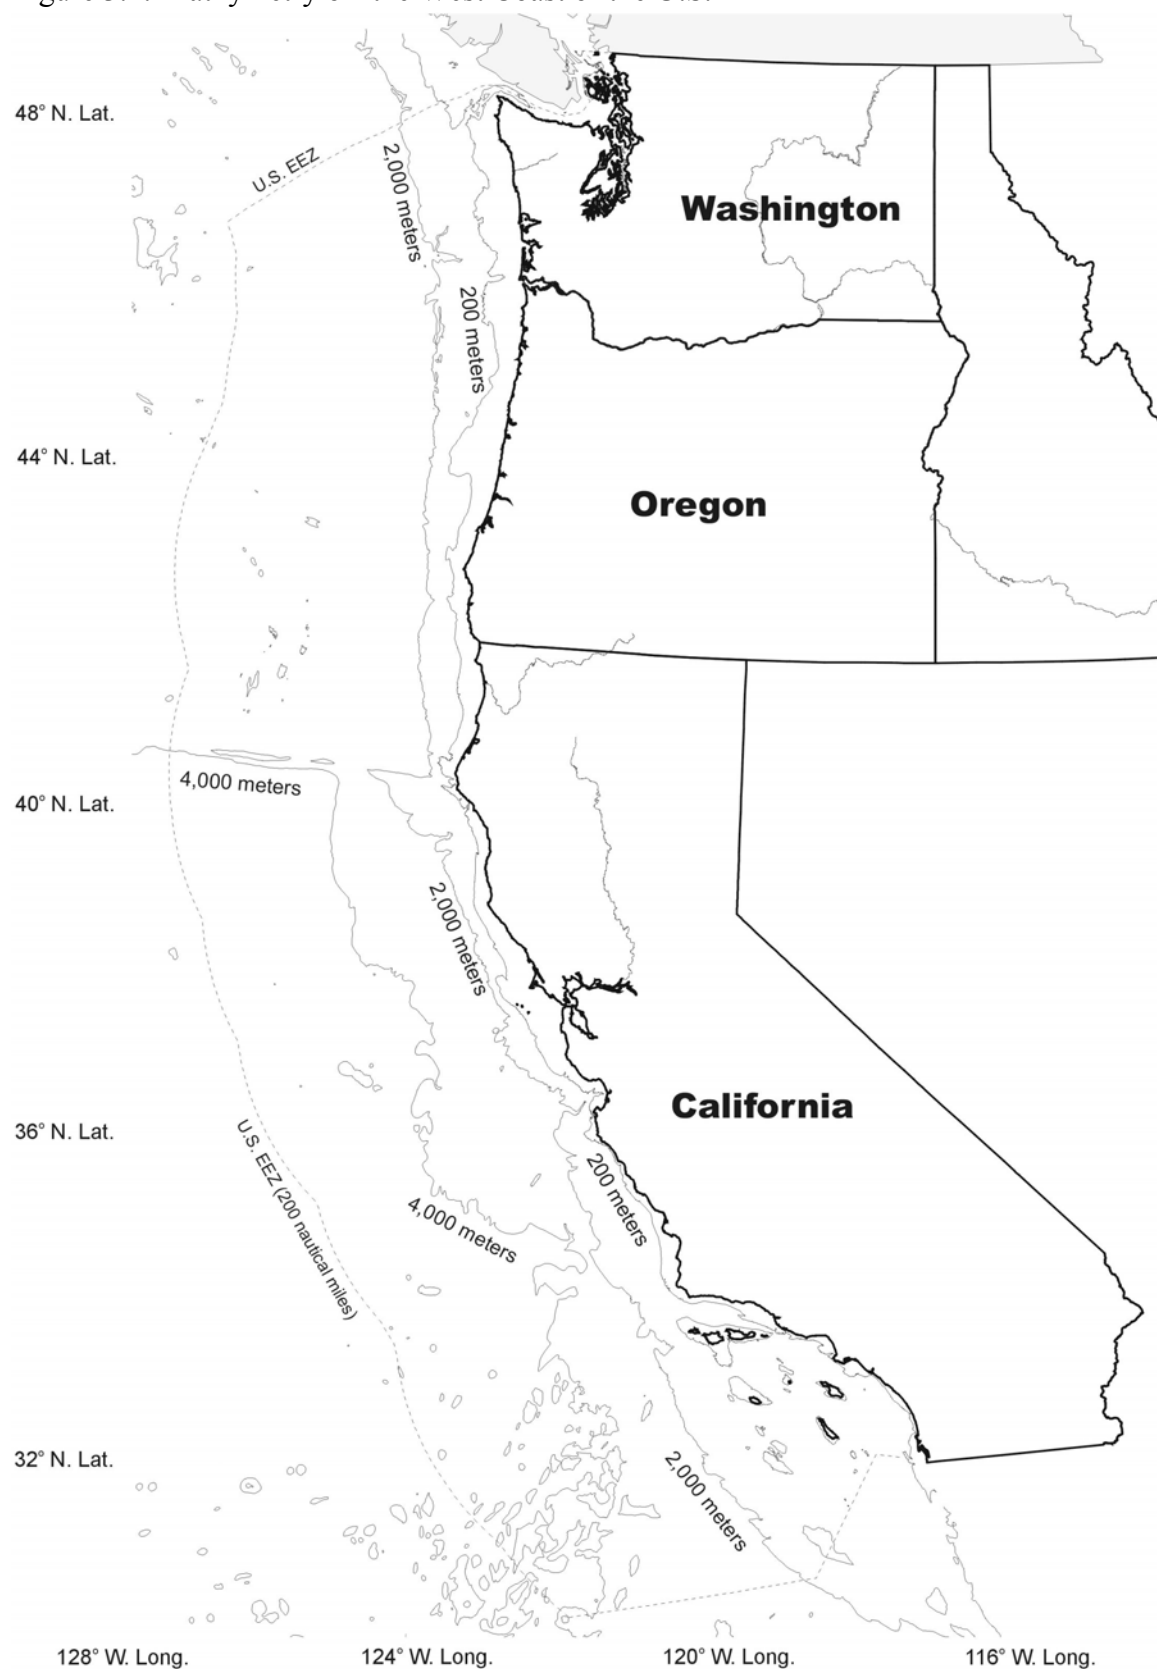 48° N. Lat.
U.S. EEZ
2,000 meters
Washington
200 meters
44° N. Lat.
Oregon
4,000 meters
40° N. Lat.
2,000 meters
California
36° N. Lat.
U.S. EEZ (200 nautical miles)
200 meters
4,000 meters
32° N. Lat.
2,000 meters
128° W. Long.
124° W. Long.
120° W. Long.
116° W. Long.